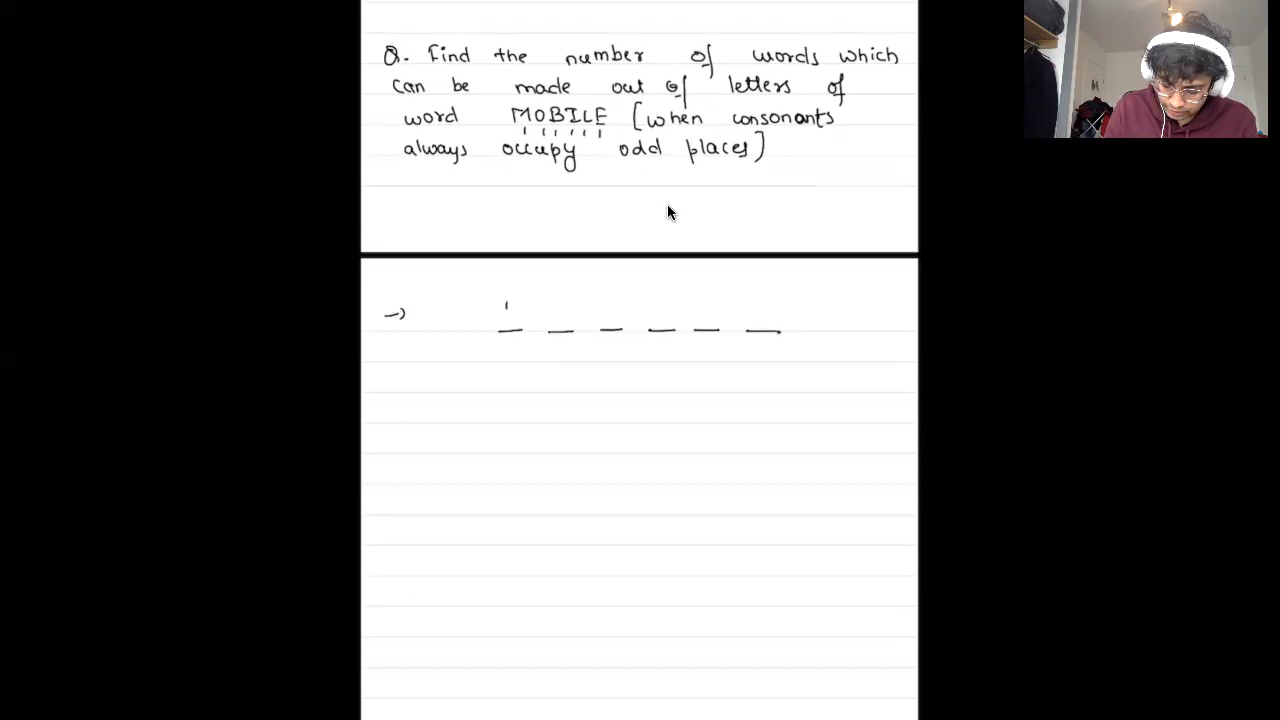 Q. Find the number of words which
can be made out of letters of
word MOBILE [when consonants
always occupy odd places]
→ _ _ _ _ _ _